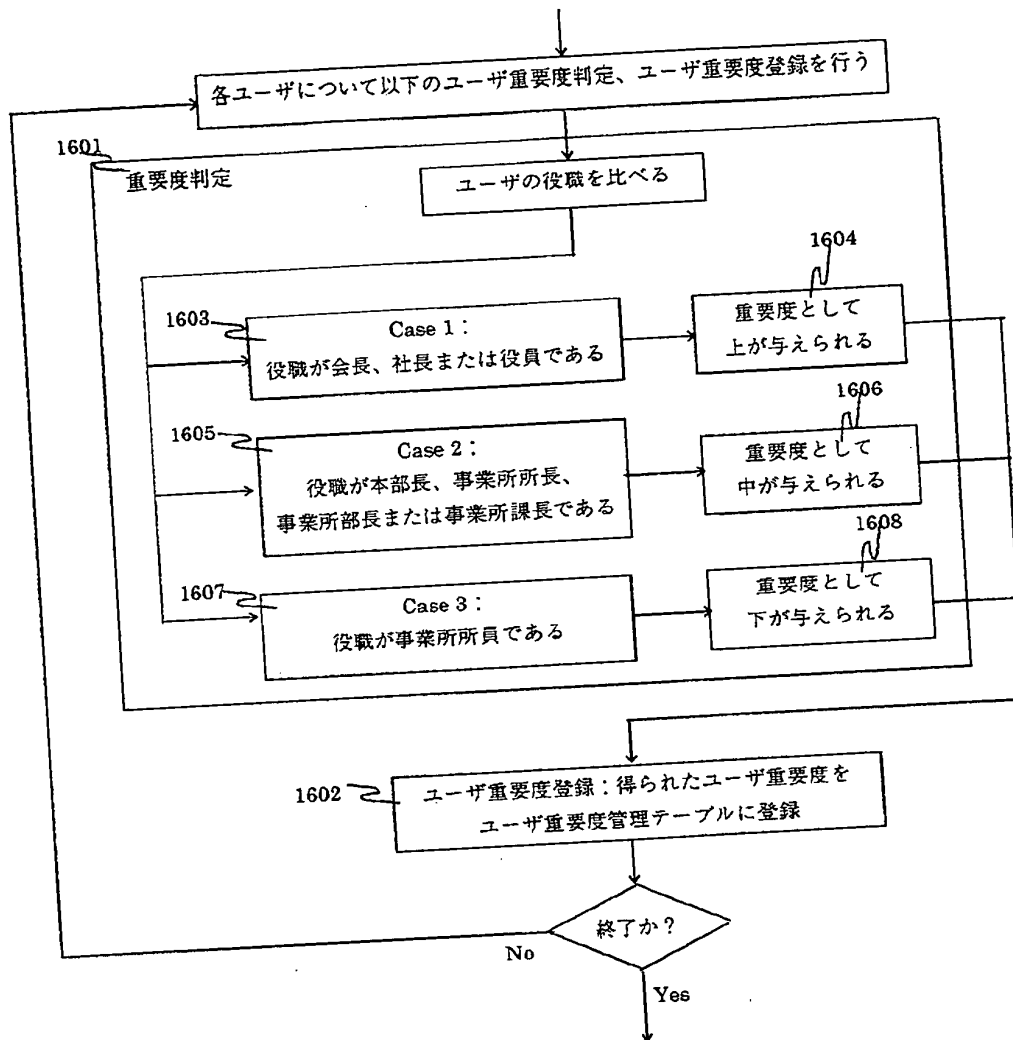 各ユーザについて以下のユーザ重要度判定、ユーザ重要度登録を行う
1601
重要度判定
ユーザの役職を比べる
1603
Case 1：
役職が会長、社長または役員である
1604
重要度として
上が与えられる
1605
Case 2：
役職が本部長、事業所所長、
事業所部長または事業所課長である
1606
重要度として
中が与えられる
1607
Case 3：
役職が事業所所員である
1608
重要度として
下が与えられる
1602
ユーザ重要度登録：得られたユーザ重要度を
ユーザ重要度管理テーブルに登録
終了か？
No
Yes